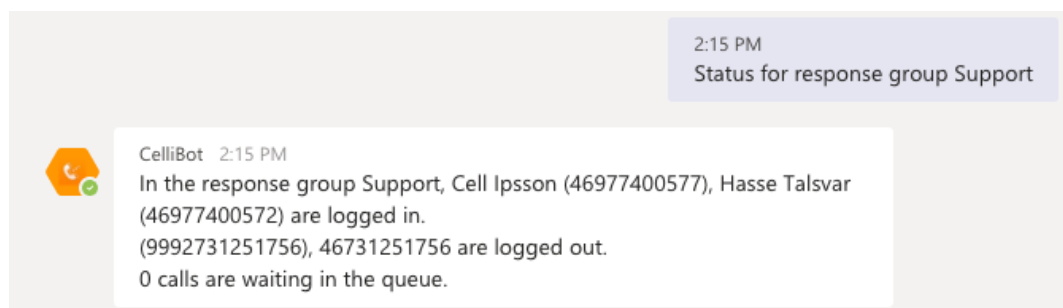 2:15 PM
Status for response group Support
CelliBot 2:15 PM
In the response group Support, Cell Ipsson (46977400577), Hasse Talsvar
(46977400572) are logged in.
(9992731251756), 46731251756 are logged out.
0 calls are waiting in the queue.